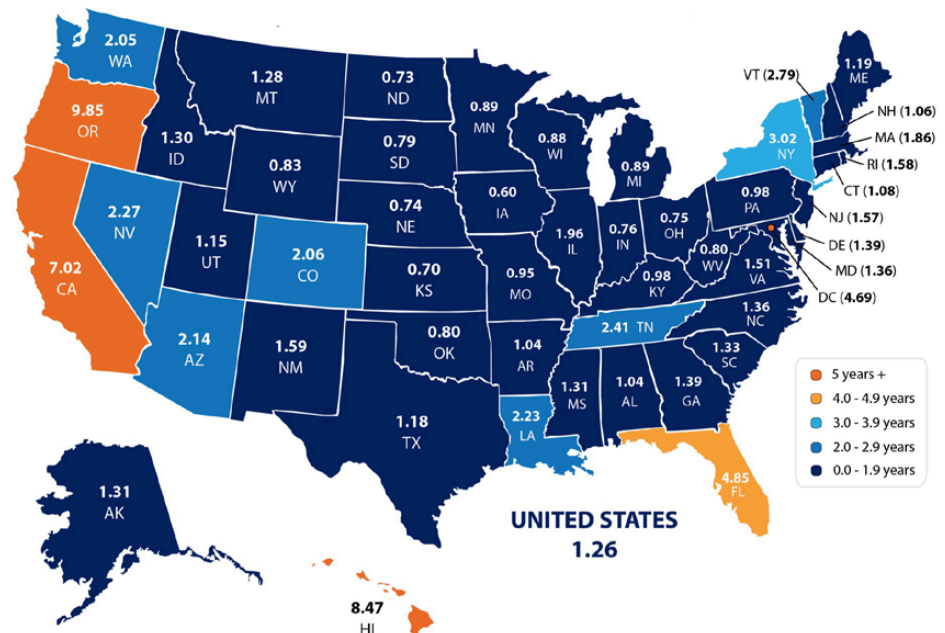 2.05
WA
9.85
OR
7.02
CA
2.27
NV
1.30
ID
1.28
MT
0.83
WY
1.15
UT
2.06
CO
2.14
AZ
1.59
NM
0.73
ND
0.79
SD
0.74
NE
0.70
KS
0.80
OK
1.18
TX
0.89
MN
0.60
IA
0.95
MO
1.04
AR
2.23
LA
0.88
WI
1.96
IL
0.89
MI
0.76
IN
0.75
OH
0.98
KY
2.41 TN
1.31
MS
1.04
AL
1.39
GA
4.85
FL
1.33
SC
1.36
NC
1.51
VA
0.80
WV
0.98
PA
3.02
NY
1.19
ME
VT (2.79)
NH (1.06)
MA (1.86)
RI (1.58)
CT (1.08)
NJ (1.57)
DE (1.39)
MD (1.36)
DC (4.69)
1.31
AK
8.47
HI
UNITED STATES
1.26
5 years +
4.0 - 4.9 years
3.0 - 3.9 years
2.0 - 2.9 years
0.0 - 1.9 years